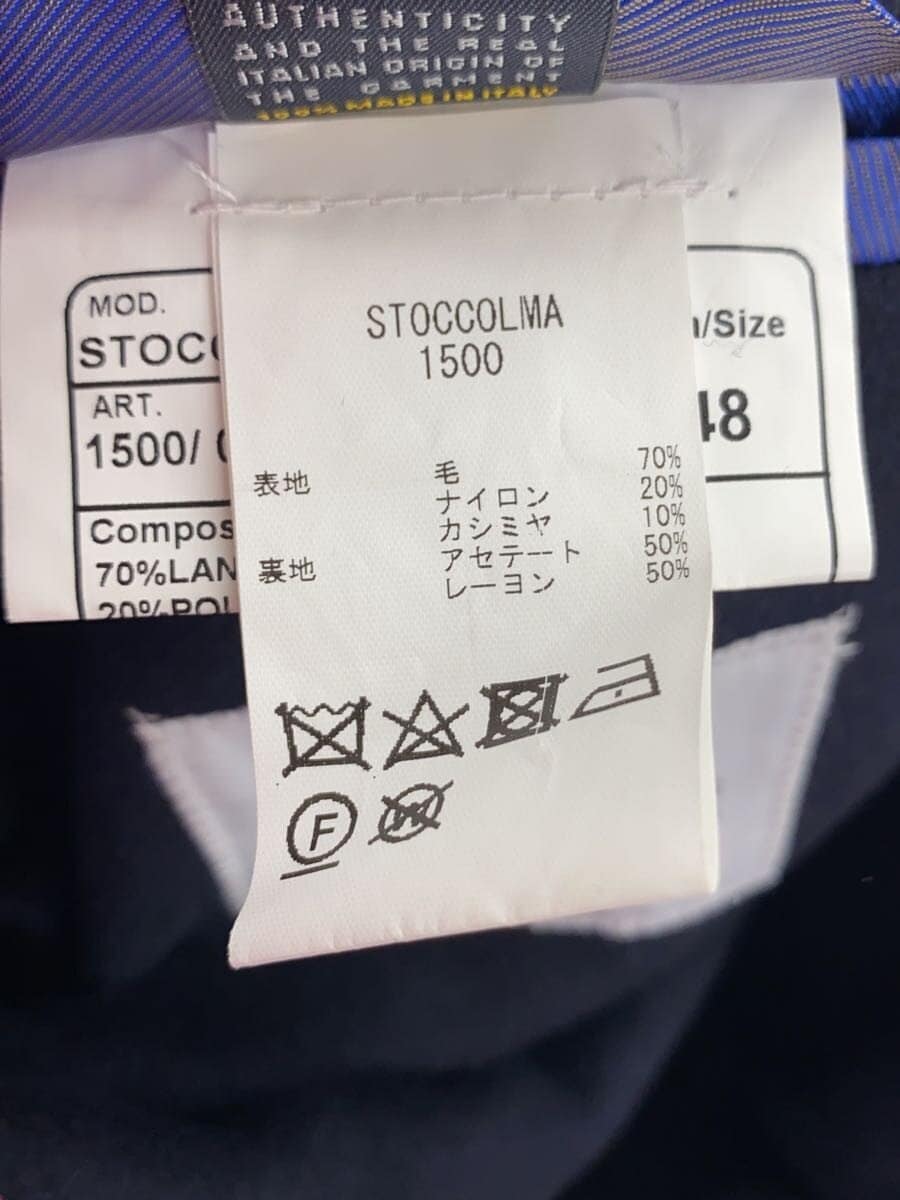 AUTHENTICITY
AND THE REAL
ITALIAN ORIGIN OF
THE GARMENT
100% MADE IN ITALY
MOD.
STOCC
ART.
1500/
Compos
70%LAN
20%POL
/Size
48
STOCCOLMA
1500
表地 毛 70%
ナイロン 20%
カシミヤ 10%
裏地 アセテート 50%
レーヨン 50%
F
W